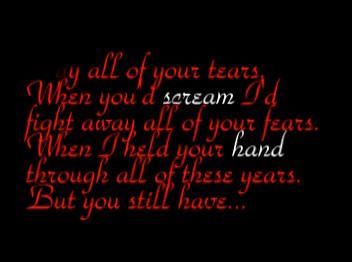 all of your tears,
When you'd scream I'd
fight away all of your fears.
When I held your hand
through all of these years.
But you still have...